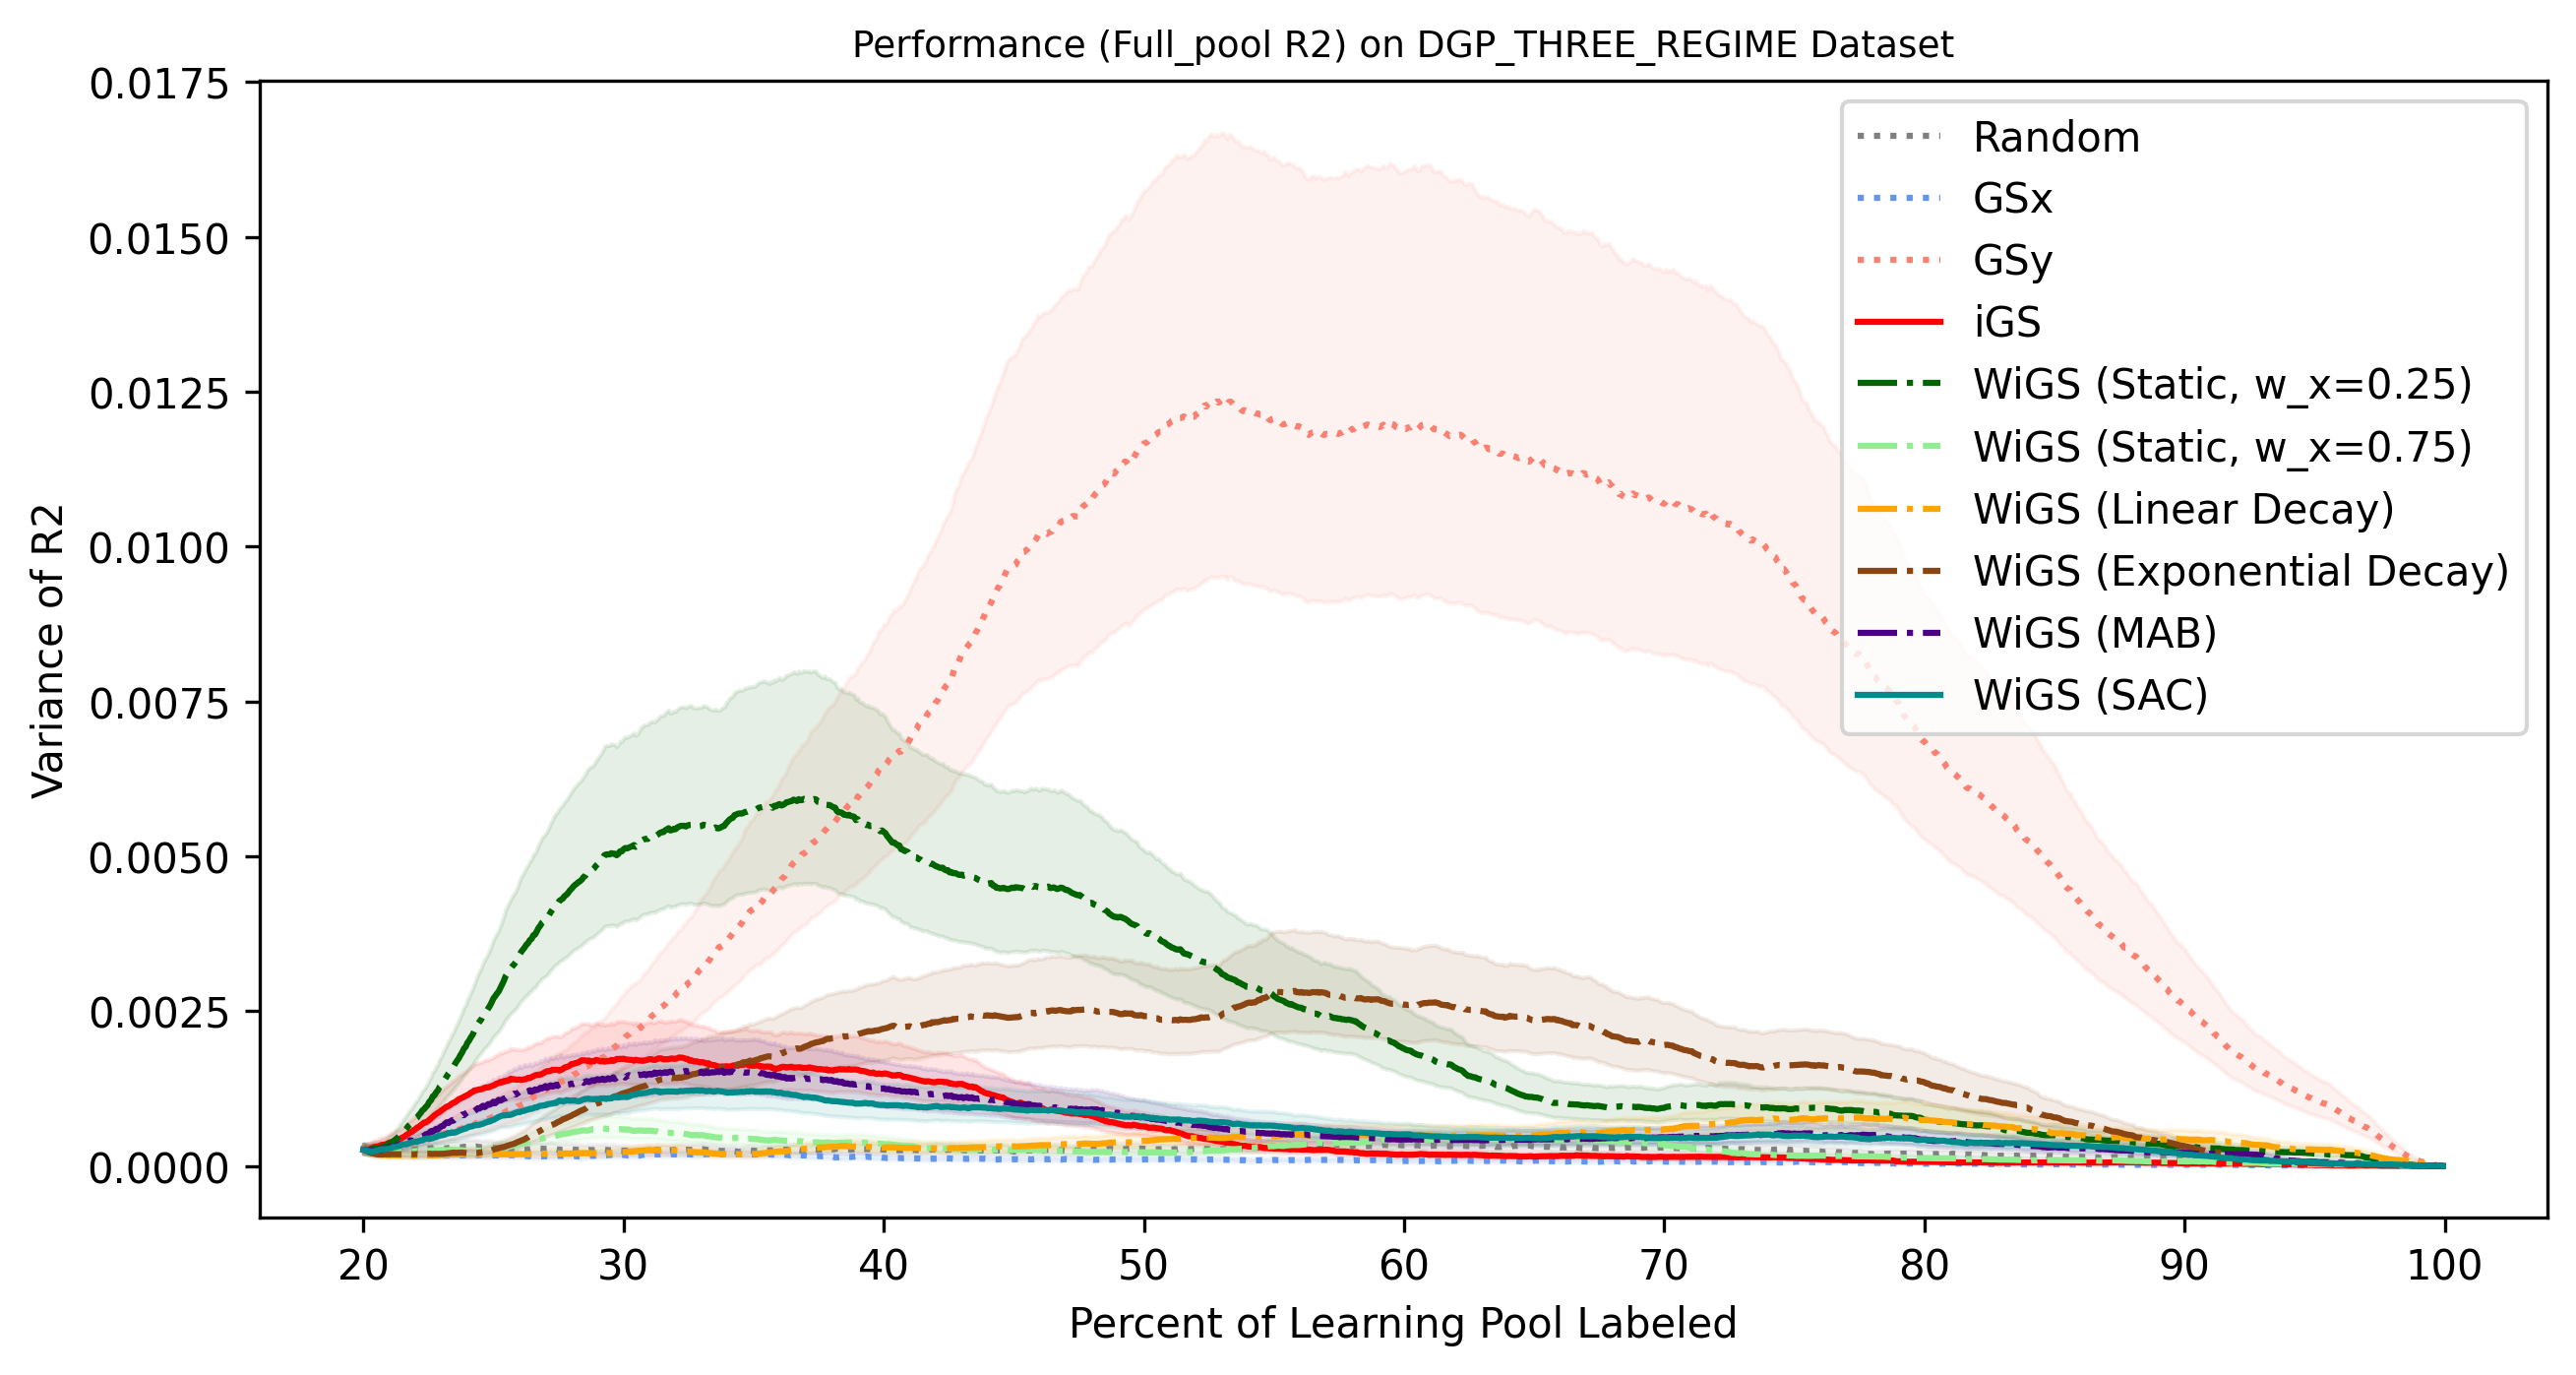 Performance (Full_pool R2) on DGP_THREE_REGIME Dataset
Variance of R2
0.0175
0.0150
0.0125
0.0100
0.0075
0.0050
0.0025
0.0000
Random
GSx
GSy
iGS
WiGS (Static, w_x=0.25)
WiGS (Static, w_x=0.75)
WiGS (Linear Decay)
WiGS (Exponential Decay)
WiGS (MAB)
WiGS (SAC)
20 30 40 50 60 70 80 90 100
Percent of Learning Pool Labeled